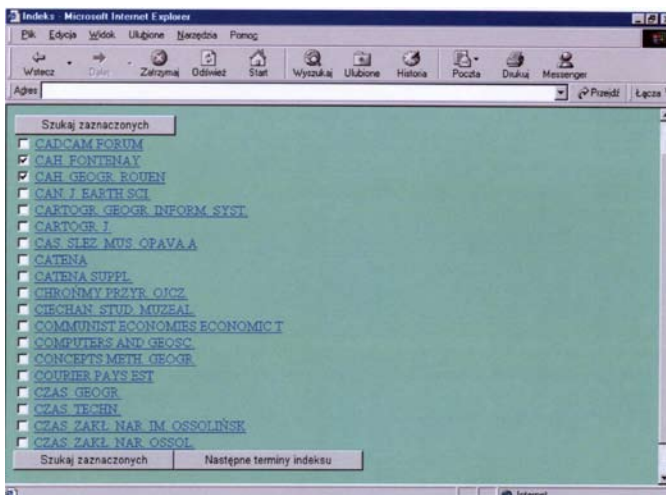 Indeks - Microsoft Internet Explorer
Plik Edycja Widok Ulubione Narzędzia Pomoc
Wstecz Dalej Zatrzymaj Odśwież Start Wyszukaj Ulubione Historia Poczta Drukuj Messenger
Adres Przejdź Łącza
Szukaj zaznaczonych
CADCAM FORUM
CAH. FONTENAY
CAH. GEOGR. ROUEN
CAN. J. EARTH SCI.
CARTOGR. GEOGR. INFORM. SYST.
CARTOGR. J.
CAS. SLEZ. MUS. OPAVA A
CATENA
CATENA SUPPL.
CHROŃMY PRZYR. OJCZ.
CIECHAN. STUD. MUZEAL.
COMMUNIST ECONOMIES ECONOMIC T
COMPUTERS AND GEOSC.
CONCEPTS METH. GEOGR.
COURIER PAYS EST
CZAS. GEOGR.
CZAS. TECHN.
CZAS. ZAKŁ. NAR. IM. OSSOLIŃSK
CZAS. ZAKŁ. NAR. OSSOL.
Szukaj zaznaczonych Następne terminy indeksu
Internet